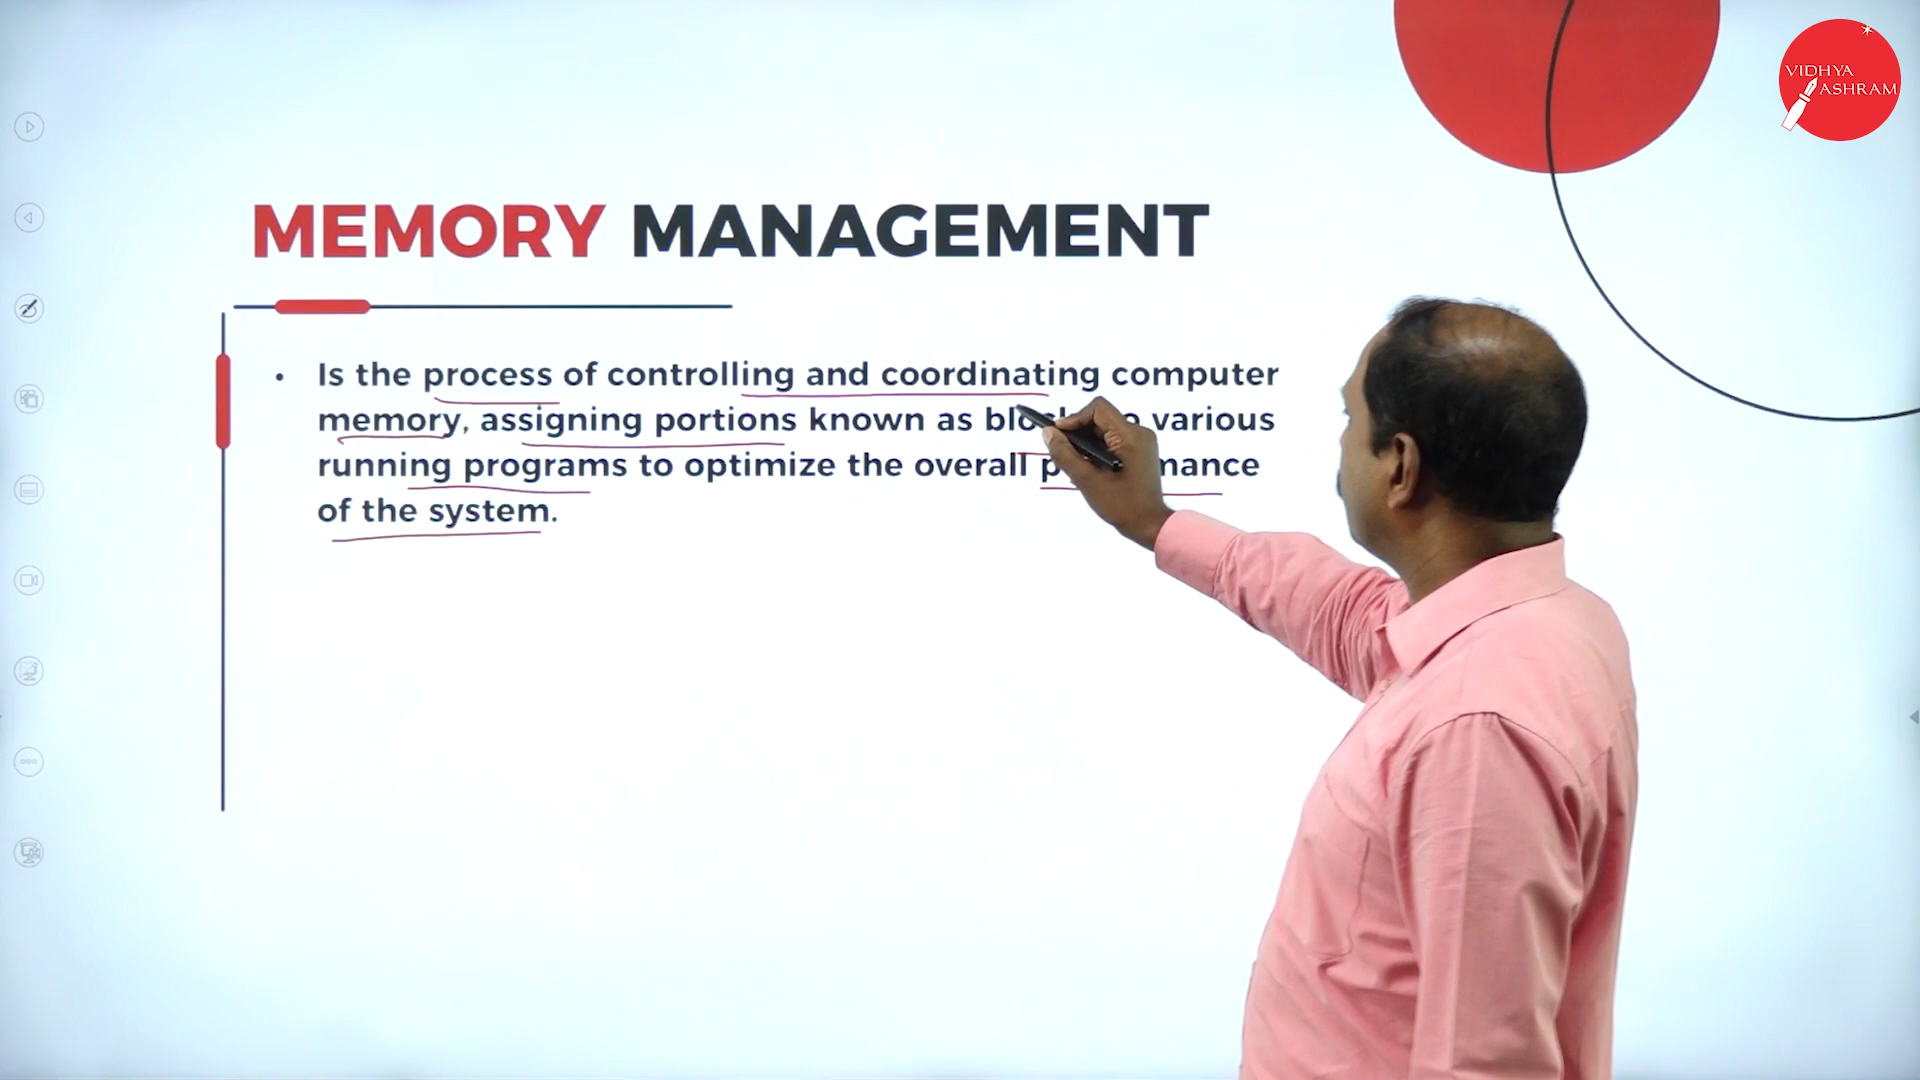 VIDHYA
ASHRAM
MEMORY MANAGEMENT
• Is the process of controlling and coordinating computer
memory, assigning portions known as various
running programs to optimize the overall
of the system.